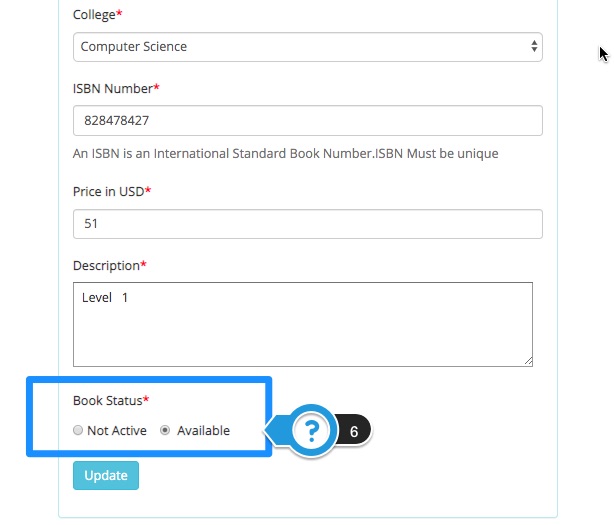 College*
Computer Science
ISBN Number*
828478427
An ISBN is an International Standard Book Number.ISBN Must be unique
Price in USD*
51
Description*
Level 1
Book Status*
Not Active Available
? 6
Update